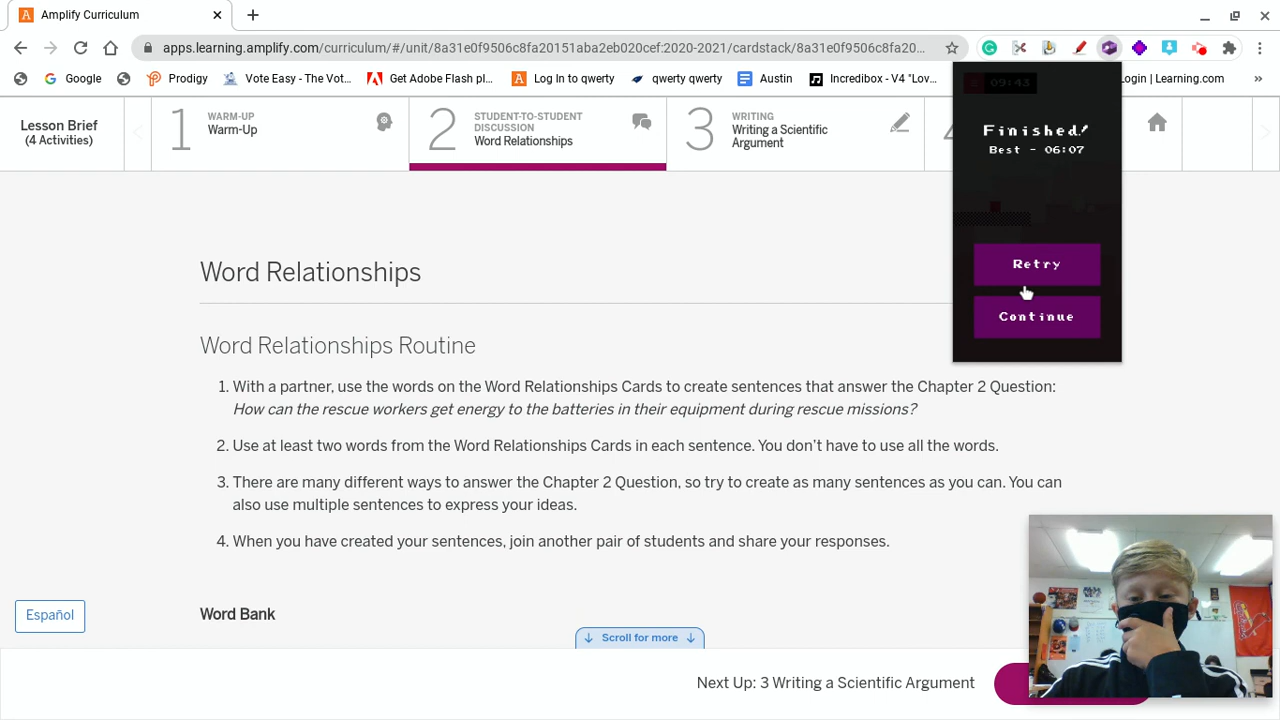 Amplify Curriculum
apps.learning.amplify.com/curriculum/#/unit/8a31e0f9506c8fa20151aba2eb020cef:2020-2021/cardstack/8a31e0f9506c8fa20...
Google
Prodigy
Vote Easy - The Vot...
Get Adobe Flash pl...
Log In to qwerty
qwerty qwerty
Austin
Incredibox - V4 "Lov...
Login | Learning.com
»
Lesson Brief
(4 Activities)
1
WARM-UP
Warm-Up
2
STUDENT-TO-STUDENT
DISCUSSION
Word Relationships
3
WRITING
Writing a Scientific
Argument
09:43
Finished!
Best - 06:07
Retry
Continue
Word Relationships
Word Relationships Routine
1. With a partner, use the words on the Word Relationships Cards to create sentences that answer the Chapter 2 Question:
How can the rescue workers get energy to the batteries in their equipment during rescue missions?
2. Use at least two words from the Word Relationships Cards in each sentence. You don't have to use all the words.
3. There are many different ways to answer the Chapter 2 Question, so try to create as many sentences as you can. You can
also use multiple sentences to express your ideas.
4. When you have created your sentences, join another pair of students and share your responses.
Español
Word Bank
↓ Scroll for more ↓
Next Up: 3 Writing a Scientific Argument